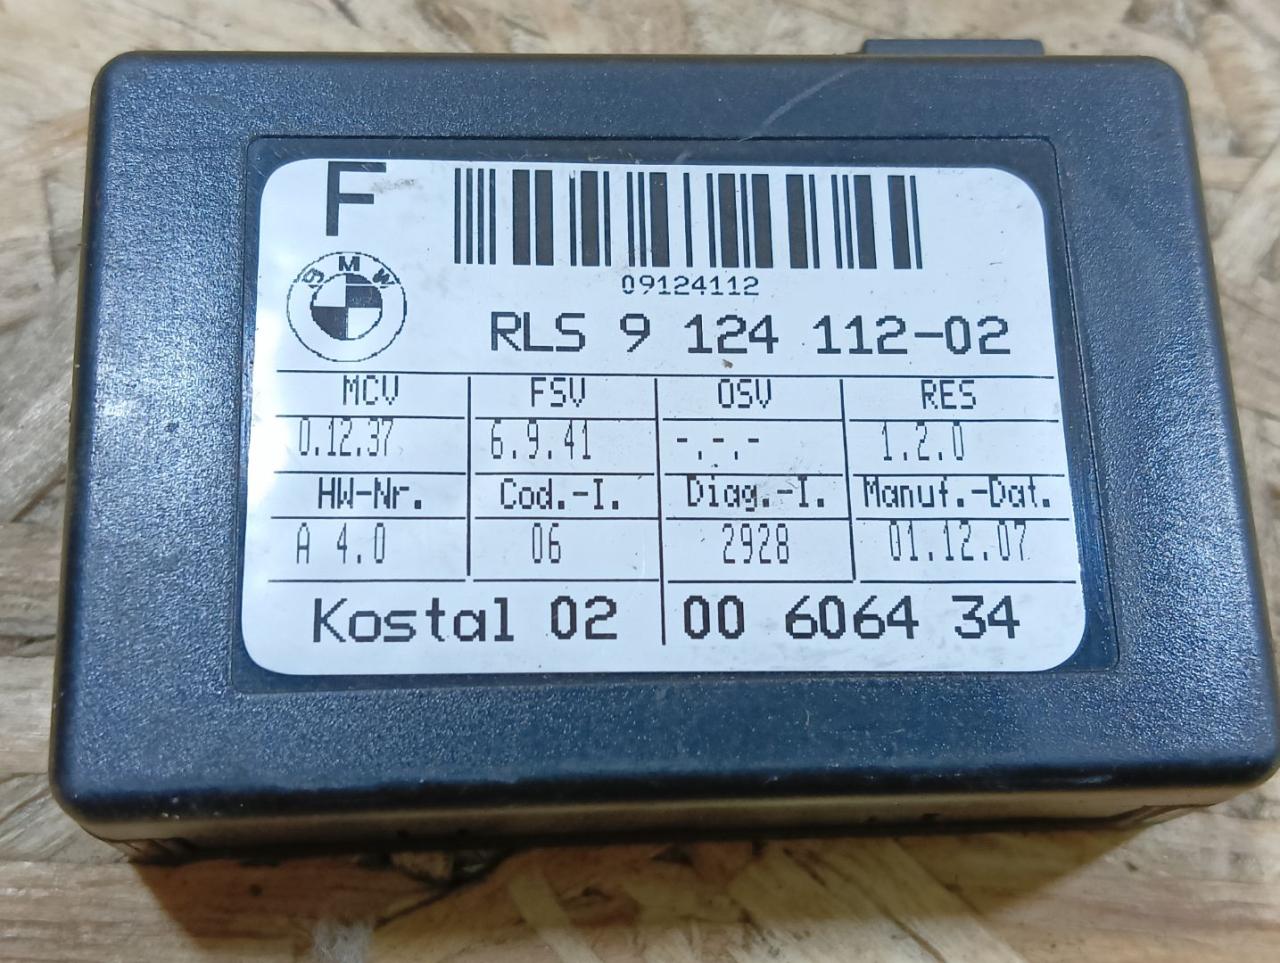 F
BMW
09124112
RLS 9 124 112-02
MCV FSV OSV RES
0.12.37 6.9.41 -.-.- 1.2.0
HW-Nr. Cod.-I. Diag.-I. Manuf.-Dat.
A 4.0 06 2928 01.12.07
Kostal 02 00 6064 34